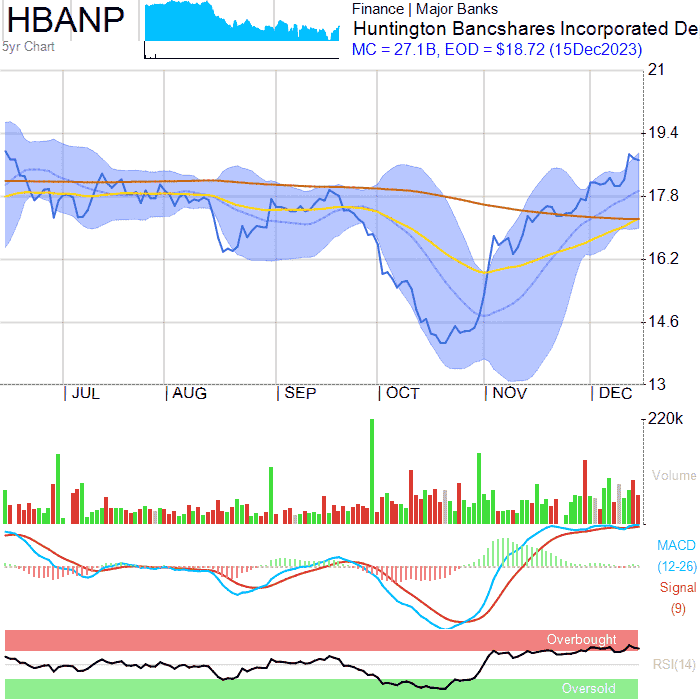 HBANP
5yr Chart
Finance | Major Banks
Huntington Bancshares Incorporated De
MC = 27.1B, EOD = $18.72 (15Dec2023)
21
19.4
17.8
16.2
14.6
13
JUL AUG SEP OCT NOV DEC
220k
Volume
MACD
(12-26)
Signal
(9)
Overbought
RSI(14)
Oversold